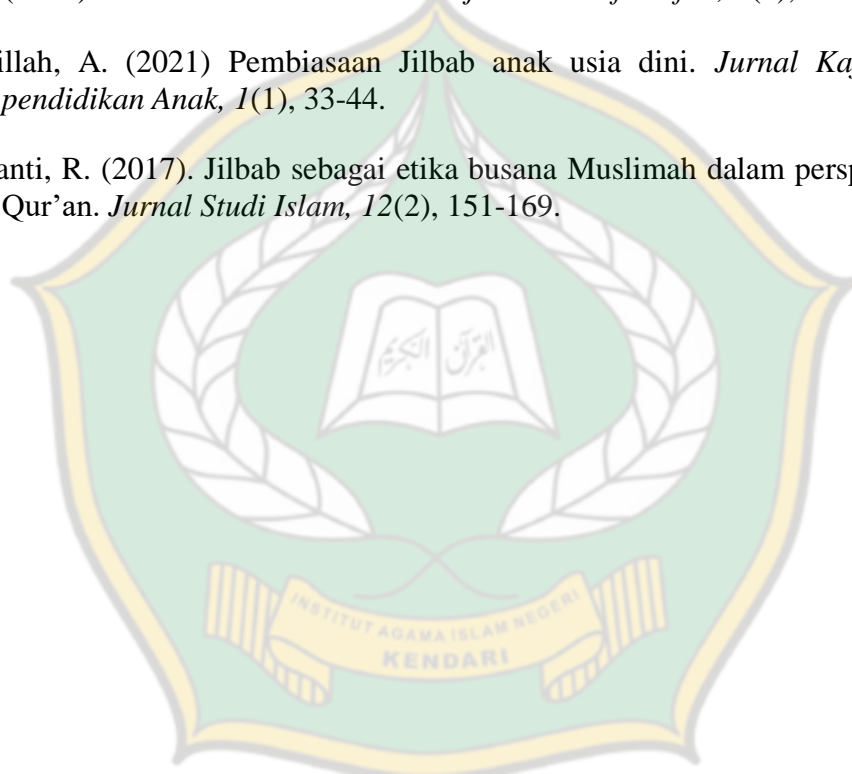 illah, A. (2021) Pembiasaan Jilbab anak usia dini. Jurnal Ka
pendidikan Anak, 1(1), 33-44.
anti, R. (2017). Jilbab sebagai etika busana Muslimah dalam persp
Qur’an. Jurnal Studi Islam, 12(2), 151-169.
القرآن
الكريم
INSTITUT AGAMA ISLAM NEGERI
KENDARI